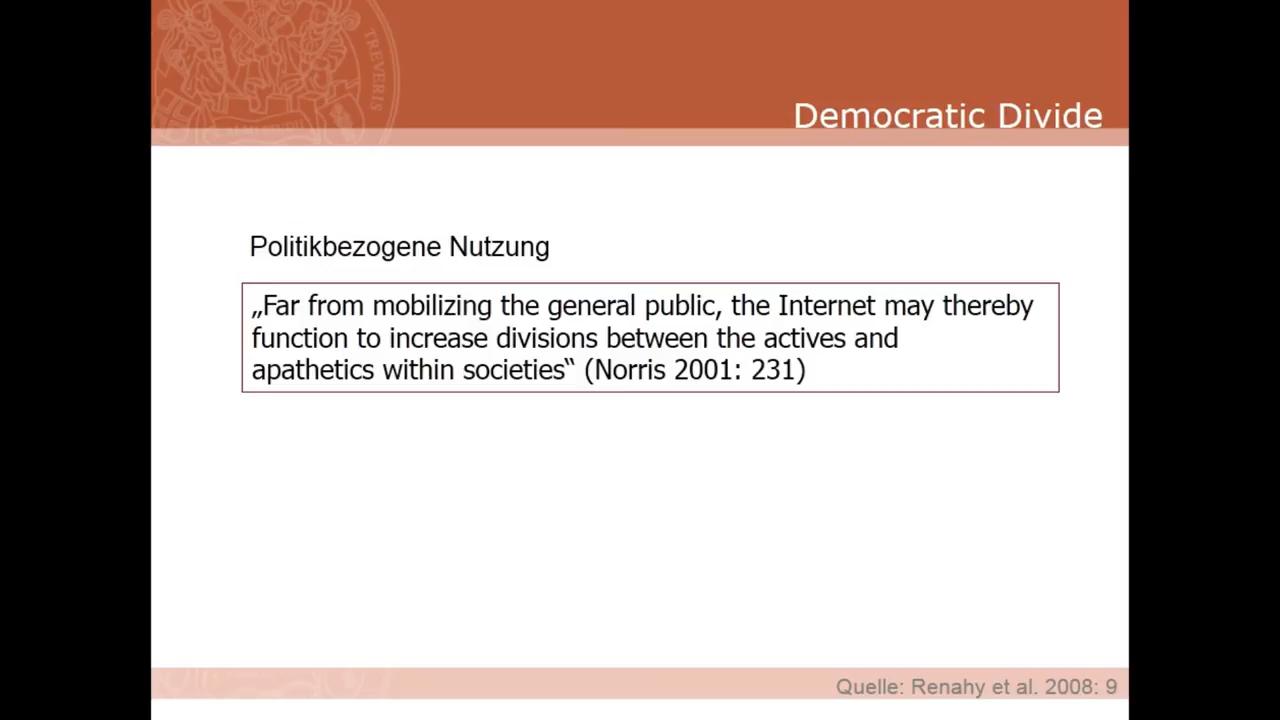 TREVERIS
Democratic Divide
Politikbezogene Nutzung
„Far from mobilizing the general public, the Internet may thereby
function to increase divisions between the actives and
apathetics within societies“ (Norris 2001: 231)
Quelle: Renahy et al. 2008: 9